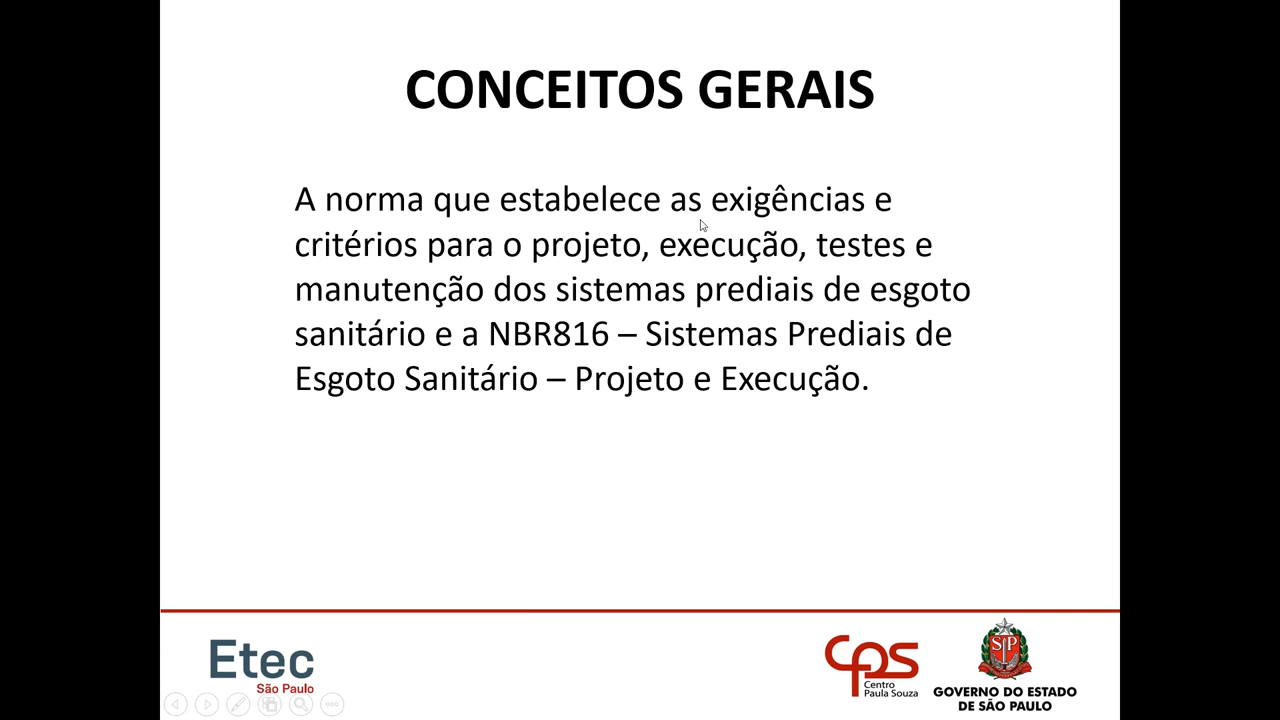 CONCEITOS GERAIS
A norma que estabelece as exigências e
critérios para o projeto, execução, testes e
manutenção dos sistemas prediais de esgoto
sanitário e a NBR816 – Sistemas Prediais de
Esgoto Sanitário – Projeto e Execução.
Etec
São Paulo
CPS
Centro
Paula Souza
SP
GOVERNO DO ESTADO
DE SÃO PAULO